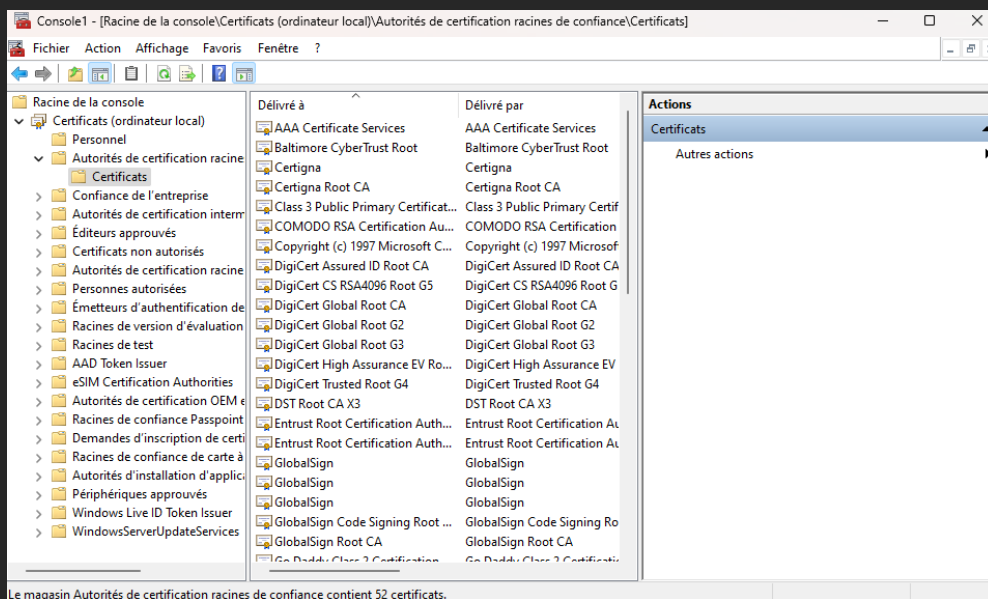 Console1 - [Racine de la console\Certificats (ordinateur local)\Autorités de certification racines de confiance\Certificats]
Fichier Action Affichage Favoris Fenêtre ?
Racine de la console
Certificats (ordinateur local)
Personnel
Autorités de certification racine
Certificats
Confiance de l'entreprise
Autorités de certification interm
Éditeurs approuvés
Certificats non autorisés
Autorités de certification racine
Personnes autorisées
Émetteurs d'authentification de
Racines de version d'évaluation
Racines de test
AAD Token Issuer
eSIM Certification Authorities
Autorités de certification OEM e
Racines de confiance Passpoint
Demandes d'inscription de certi
Racines de confiance de carte à
Autorités d'installation d'applica
Périphériques approuvés
Windows Live ID Token Issuer
WindowsServerUpdateServices
Délivré à Délivré par
AAA Certificate Services AAA Certificate Services
Baltimore CyberTrust Root Baltimore CyberTrust Root
Certigna Certigna
Certigna Root CA Certigna Root CA
Class 3 Public Primary Certificat... Class 3 Public Primary Certif
COMODO RSA Certification Au... COMODO RSA Certification
Copyright (c) 1997 Microsoft C... Copyright (c) 1997 Microsof
DigiCert Assured ID Root CA DigiCert Assured ID Root CA
DigiCert CS RSA4096 Root G5 DigiCert CS RSA4096 Root G
DigiCert Global Root CA DigiCert Global Root CA
DigiCert Global Root G2 DigiCert Global Root G2
DigiCert Global Root G3 DigiCert Global Root G3
DigiCert High Assurance EV Ro... DigiCert High Assurance EV
DigiCert Trusted Root G4 DigiCert Trusted Root G4
DST Root CA X3 DST Root CA X3
Entrust Root Certification Auth... Entrust Root Certification Au
Entrust Root Certification Auth... Entrust Root Certification Au
GlobalSign GlobalSign
GlobalSign GlobalSign
GlobalSign GlobalSign
GlobalSign Code Signing Root ... GlobalSign Code Signing Ro
GlobalSign Root CA GlobalSign Root CA
Go Daddy Class 2 Certification Go Daddy Class 2 Certificatio
Actions
Certificats
Autres actions
Le magasin Autorités de certification racines de confiance contient 52 certificats.